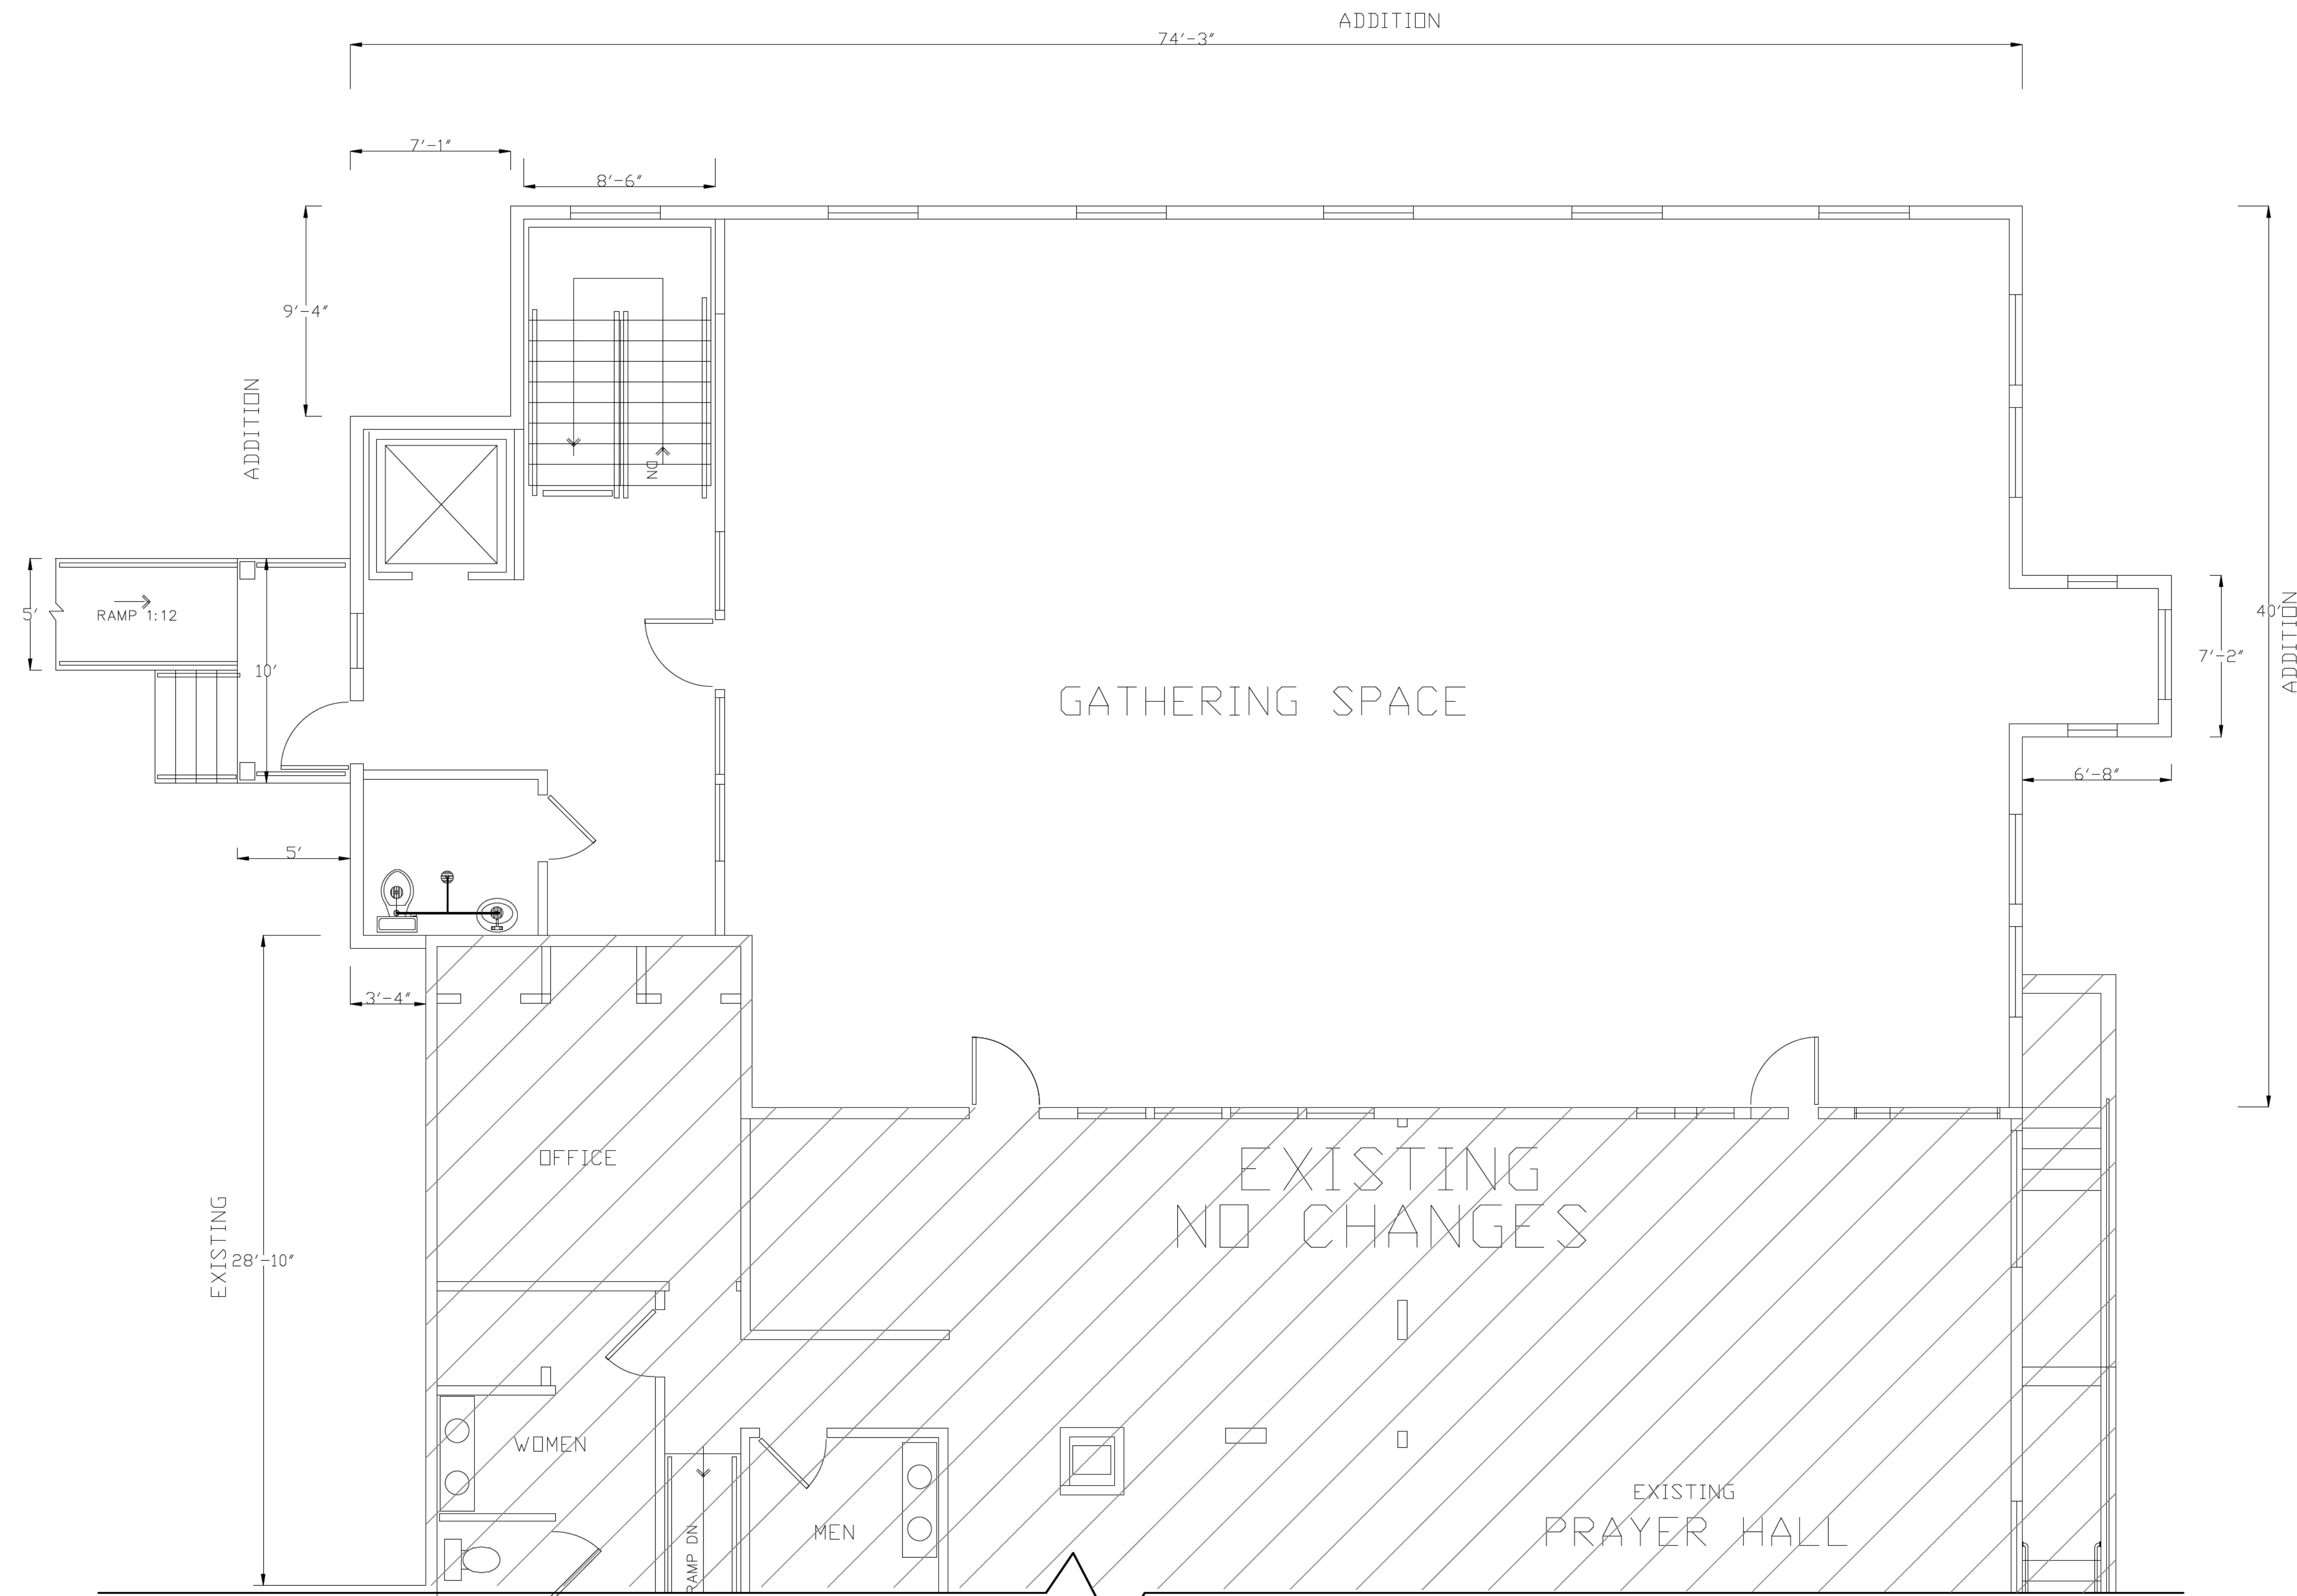 ADDITION
74'-3"
7'-1"
8'-6"
9'-4"
ADDITION
DN
5'
RAMP 1:12
10'
GATHERING SPACE
40'
ADDITION
7'-2"
6'-8"
5'
3'-4"
OFFICE
EXISTING
NO CHANGES
EXISTING
28'-10"
WOMEN
MEN
RAMP DN
EXISTING
PRAYER HALL